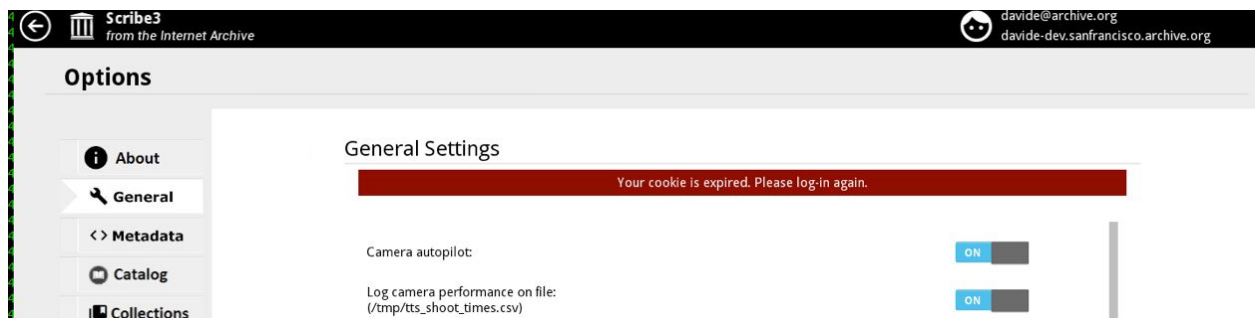 Scribe3
from the Internet Archive
davide@archive.org
davide-dev.sanfrancisco.archive.org
Options
About
General
<> Metadata
Catalog
Collections
General Settings
Your cookie is expired. Please log-in again.
Camera autopilot:
ON
Log camera performance on file:
(/tmp/tts_shoot_times.csv)
ON